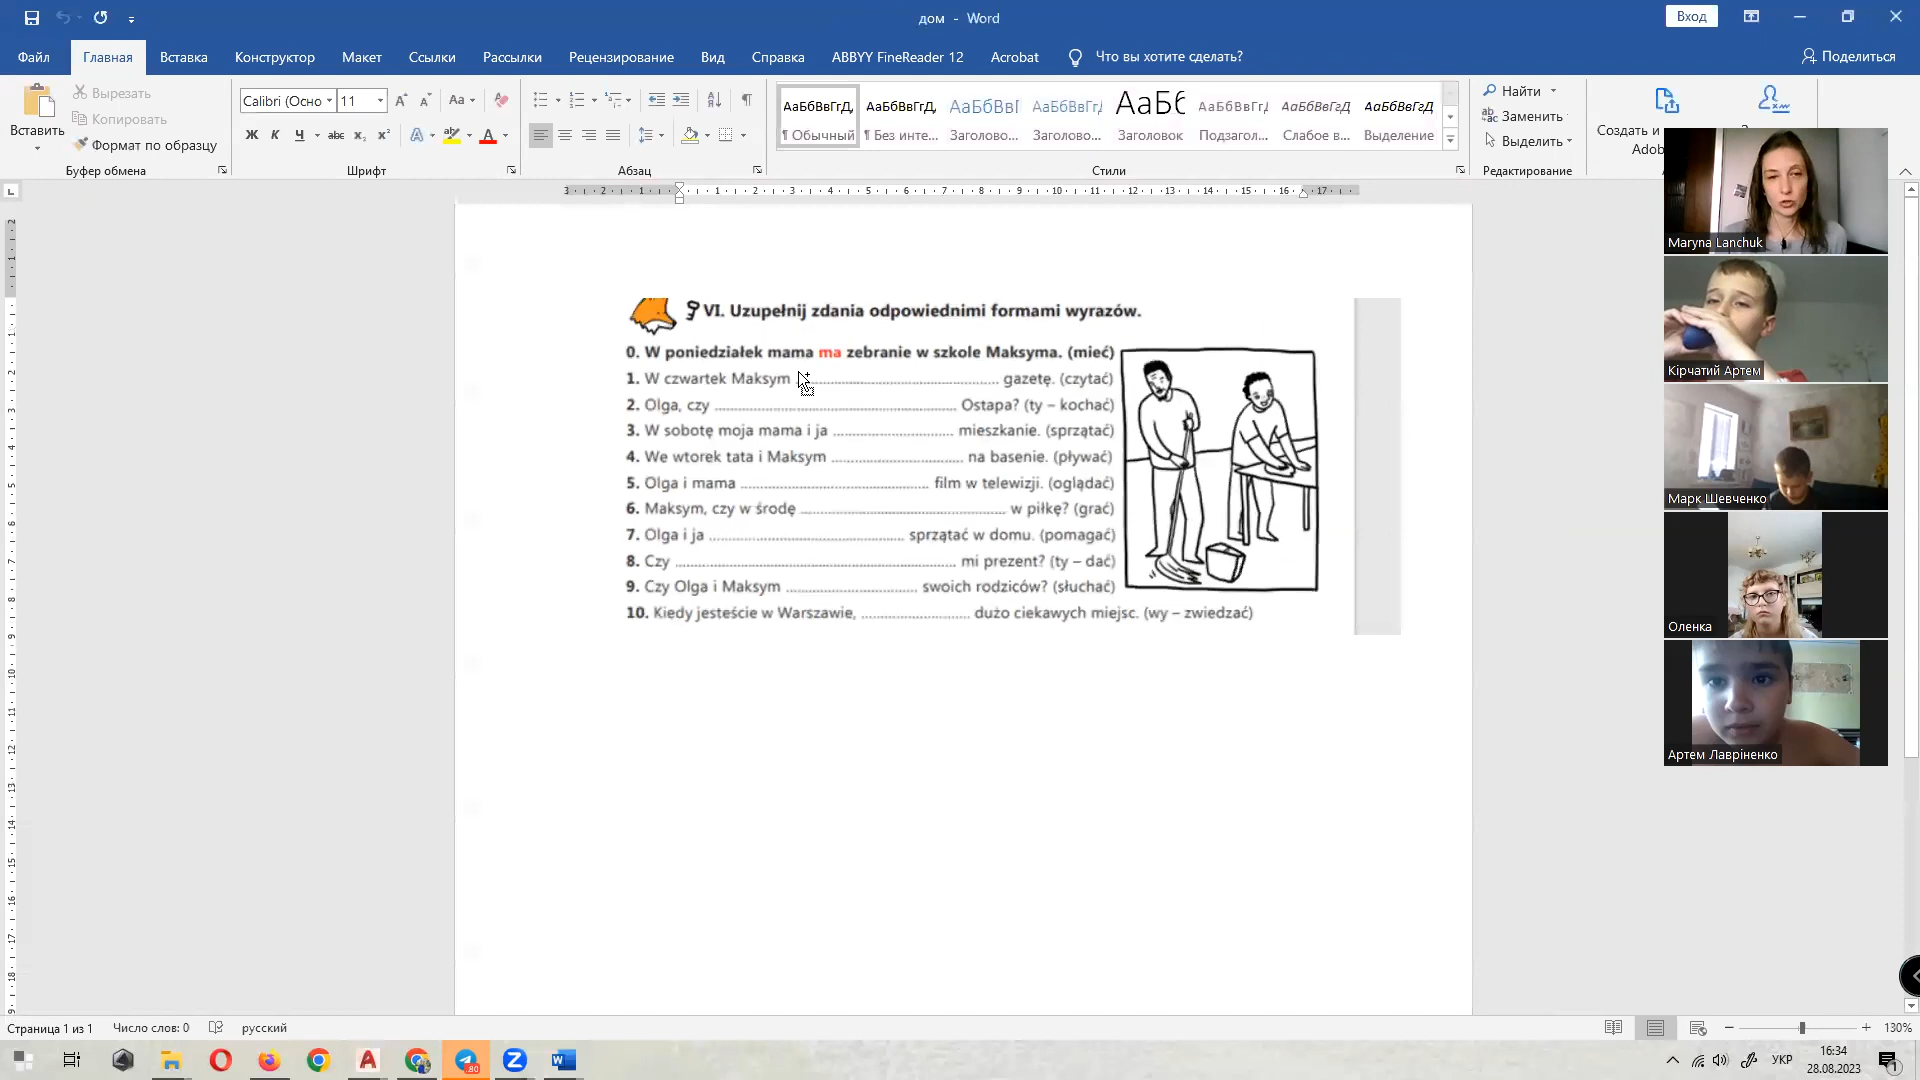 дом - Word
Вход
Файл Главная Вставка Конструктор Макет Ссылки Рассылки Рецензирование Вид Справка ABBYY FineReader 12 Acrobat Что вы хотите сделать? Поделиться
Вставить
Вырезать
Копировать
Формат по образцу
Буфер обмена
Calibri (Осно 11
Шрифт
Абзац
АаБбВвГгД, АаБбВвГгД, АаБбВвГ АаБбВвГг, АаБб АаБбВвГг, АаБбВвГгД АаБбВвГгД
¶ Обычный ¶ Без инте... Заголово... Заголово... Заголовок Подзагол... Слабое в... Выделение
Стили
Найти
Заменить
Выделить
Редактирование
Создать и
Adob
VI. Uzupełnij zdania odpowiednimi formami wyrazów.
0. W poniedziałek mama ma zebranie w szkole Maksyma. (mieć)
1. W czwartek Maksym ........ gazetę. (czytać)
2. Olga, czy ........ Ostapa? (ty – kochać)
3. W sobotę moja mama i ja ........ mieszkanie. (sprzątać)
4. We wtorek tata i Maksym ........ na basenie. (pływać)
5. Olga i mama ........ film w telewizji. (oglądać)
6. Maksym, czy w środę ........ w piłkę? (grać)
7. Olga i ja ........ sprzątać w domu. (pomagać)
8. Czy ........ mi prezent? (ty – dać)
9. Czy Olga i Maksym ........ swoich rodziców? (słuchać)
10. Kiedy jesteście w Warszawie, ........ dużo ciekawych miejsc. (wy – zwiedzać)
Maryna Lanchuk
Кірчатий Артем
Марк Шевченко
Оленка
Артем Лавріненко
Страница 1 из 1 Число слов: 0 русский
130%
УКР
16:34
28.08.2023